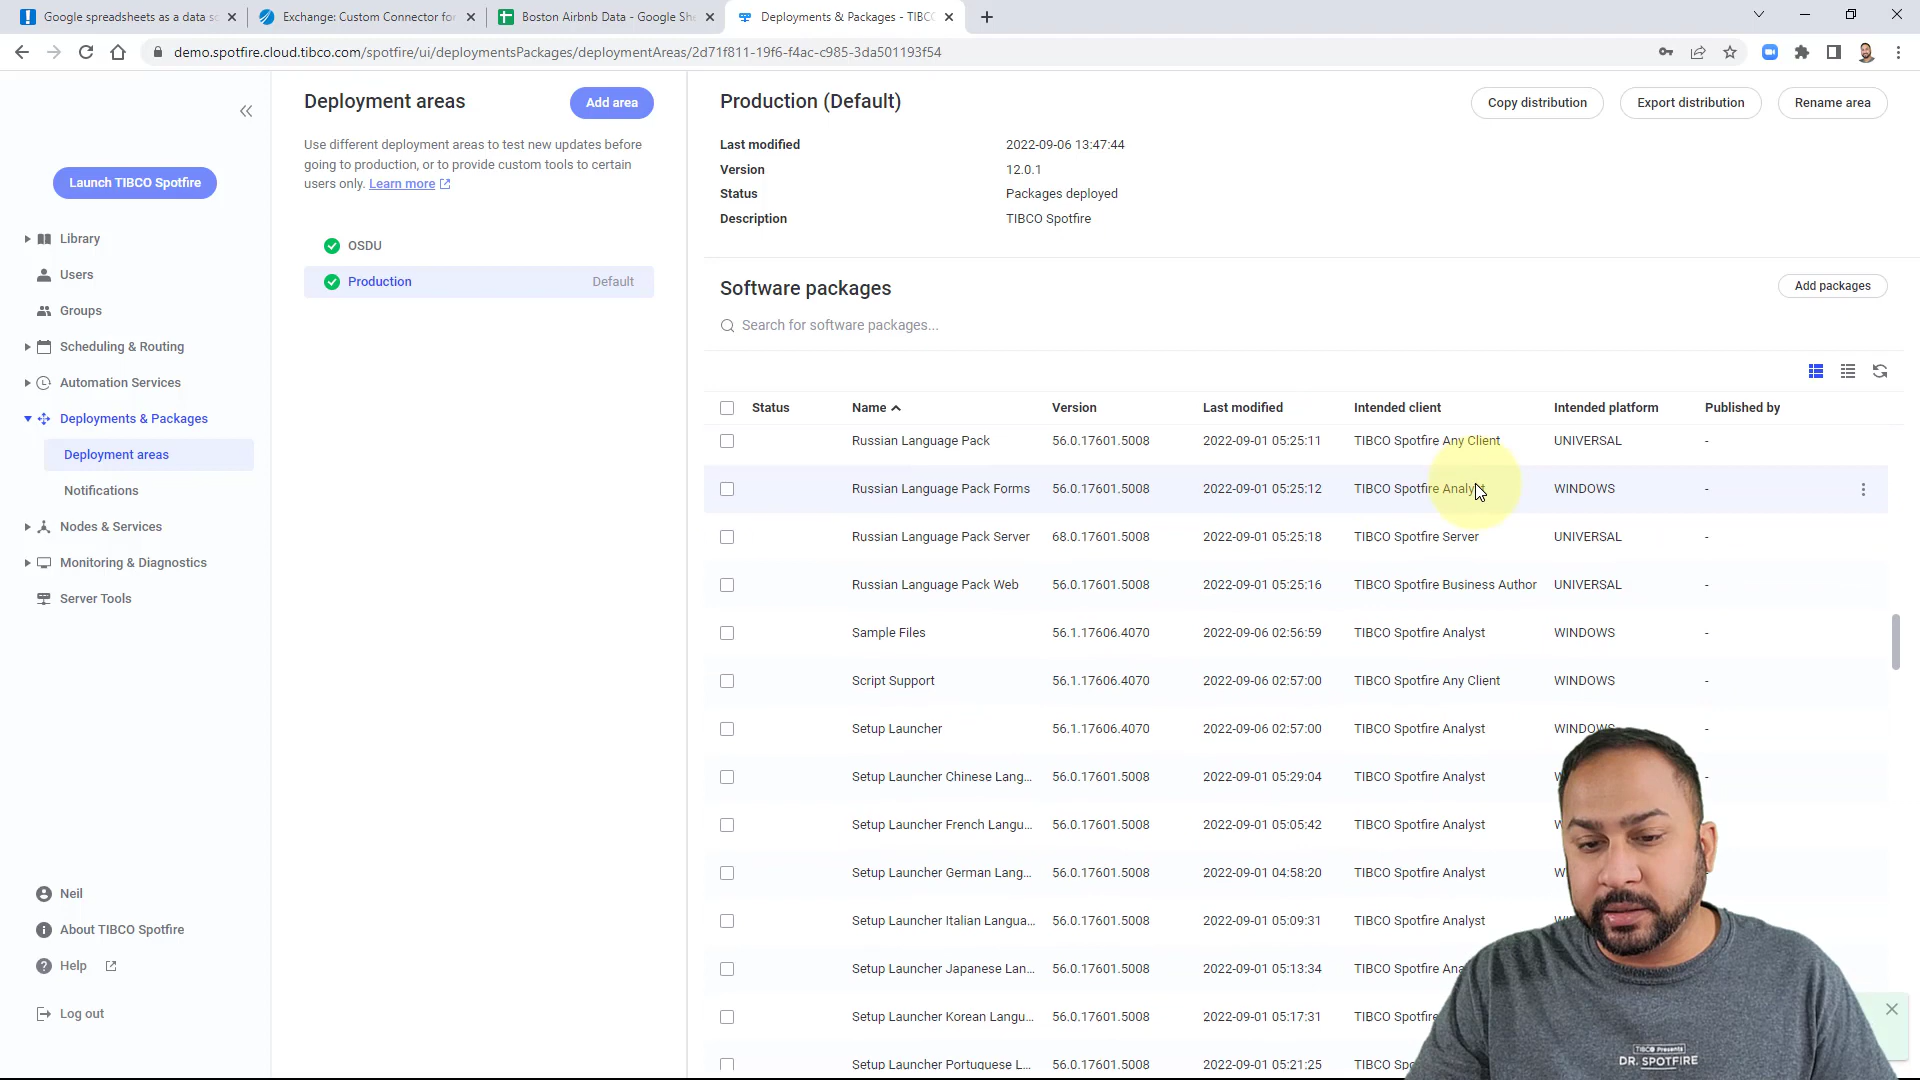 Google spreadsheets as a data so
Exchange: Custom Connector for
Boston Airbnb Data - Google She
Deployments & Packages - TIBC
demo.spotfire.cloud.tibco.com/spotfire/ui/deploymentsPackages/deploymentAreas/2d71f811-19f6-f4ac-c985-3da501193f54
Launch TIBCO Spotfire
Library
Users
Groups
Scheduling & Routing
Automation Services
Deployments & Packages
Deployment areas
Notifications
Nodes & Services
Monitoring & Diagnostics
Server Tools
Neil
About TIBCO Spotfire
Help
Log out
Deployment areas
Add area
Use different deployment areas to test new updates before
going to production, or to provide custom tools to certain
users only. Learn more
OSDU
Production Default
Production (Default)
Copy distribution
Export distribution
Rename area
Last modified 2022-09-06 13:47:44
Version 12.0.1
Status Packages deployed
Description TIBCO Spotfire
Software packages
Add packages
Search for software packages...
Status Name Version Last modified Intended client Intended platform Published by
Russian Language Pack 56.0.17601.5008 2022-09-01 05:25:11 TIBCO Spotfire Any Client UNIVERSAL -
Russian Language Pack Forms 56.0.17601.5008 2022-09-01 05:25:12 TIBCO Spotfire Analyst WINDOWS -
Russian Language Pack Server 68.0.17601.5008 2022-09-01 05:25:18 TIBCO Spotfire Server UNIVERSAL -
Russian Language Pack Web 56.0.17601.5008 2022-09-01 05:25:16 TIBCO Spotfire Business Author UNIVERSAL -
Sample Files 56.1.17606.4070 2022-09-06 02:56:59 TIBCO Spotfire Analyst WINDOWS -
Script Support 56.1.17606.4070 2022-09-06 02:57:00 TIBCO Spotfire Any Client WINDOWS -
Setup Launcher 56.1.17606.4070 2022-09-06 02:57:00 TIBCO Spotfire Analyst WINDOWS -
Setup Launcher Chinese Lang... 56.0.17601.5008 2022-09-01 05:29:04 TIBCO Spotfire Analyst W -
Setup Launcher French Langu... 56.0.17601.5008 2022-09-01 05:05:42 TIBCO Spotfire Analyst W -
Setup Launcher German Lang... 56.0.17601.5008 2022-09-01 04:58:20 TIBCO Spotfire Analyst W -
Setup Launcher Italian Langua... 56.0.17601.5008 2022-09-01 05:09:31 TIBCO Spotfire Analyst W
Setup Launcher Japanese Lan... 56.0.17601.5008 2022-09-01 05:13:34 TIBCO Spotfire Ana
Setup Launcher Korean Langu... 56.0.17601.5008 2022-09-01 05:17:31 TIBCO Spotfire
Setup Launcher Portuguese L... 56.0.17601.5008 2022-09-01 05:21:25 TIBCO Spot
TIBCO Presents
DR. SPOTFIRE